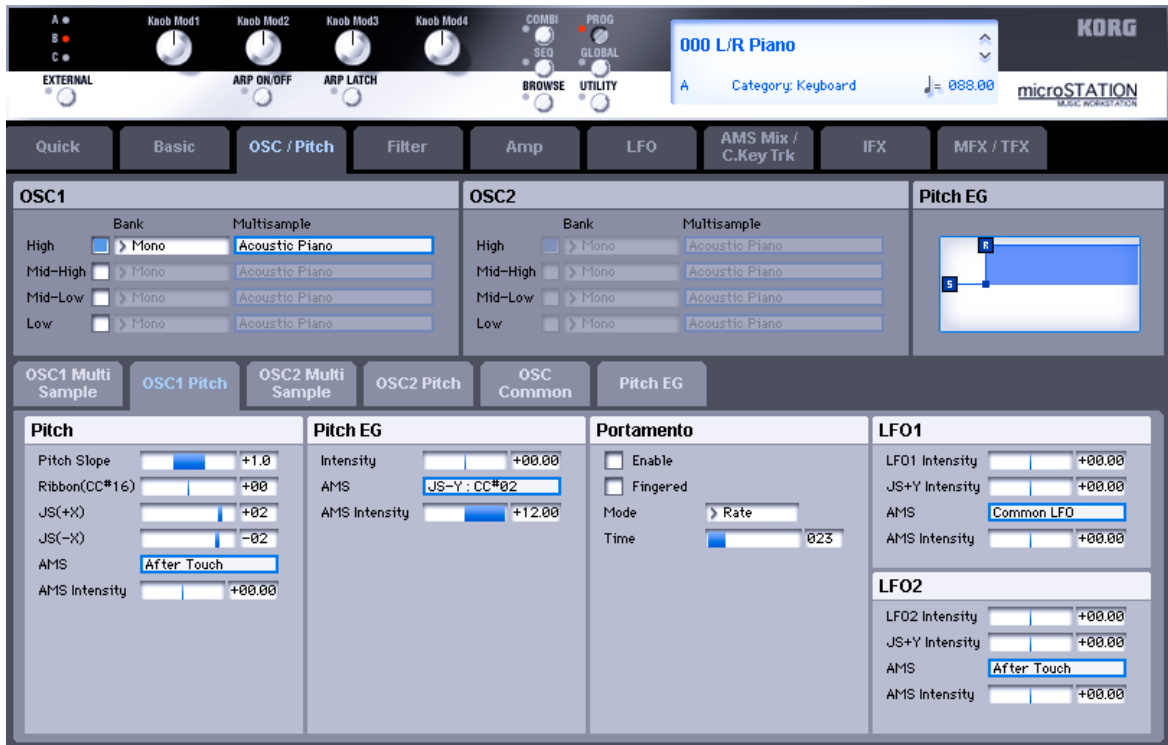 A
B
C
Knob Mod1 Knob Mod2 Knob Mod3 Knob Mod4
COMBI PROG
SEQ GLOBAL
EXTERNAL ARP ON/OFF ARP LATCH BROWSE UTILITY
000 L/R Piano
A Category: Keyboard ♩= 088.00
KORG
microSTATION
MUSIC WORKSTATION
Quick Basic OSC / Pitch Filter Amp LFO AMS Mix / C.Key Trk IFX MFX / TFX
OSC1
Bank Multisample
High > Mono Acoustic Piano
Mid-High > Mono Acoustic Piano
Mid-Low > Mono Acoustic Piano
Low > Mono Acoustic Piano
OSC2
Bank Multisample
High > Mono Acoustic Piano
Mid-High > Mono Acoustic Piano
Mid-Low > Mono Acoustic Piano
Low > Mono Acoustic Piano
Pitch EG
R
S
OSC1 Multi Sample OSC1 Pitch OSC2 Multi Sample OSC2 Pitch OSC Common Pitch EG
Pitch
Pitch Slope +1.0
Ribbon(CC#16) +00
JS(+X) +02
JS(-X) -02
AMS After Touch
AMS Intensity +00.00
Pitch EG
Intensity +00.00
AMS JS-Y : CC#02
AMS Intensity +12.00
Portamento
Enable
Fingered
Mode > Rate
Time 023
LFO1
LFO1 Intensity +00.00
JS+Y Intensity +00.00
AMS Common LFO
AMS Intensity +00.00
LFO2
LFO2 Intensity +00.00
JS+Y Intensity +00.00
AMS After Touch
AMS Intensity +00.00